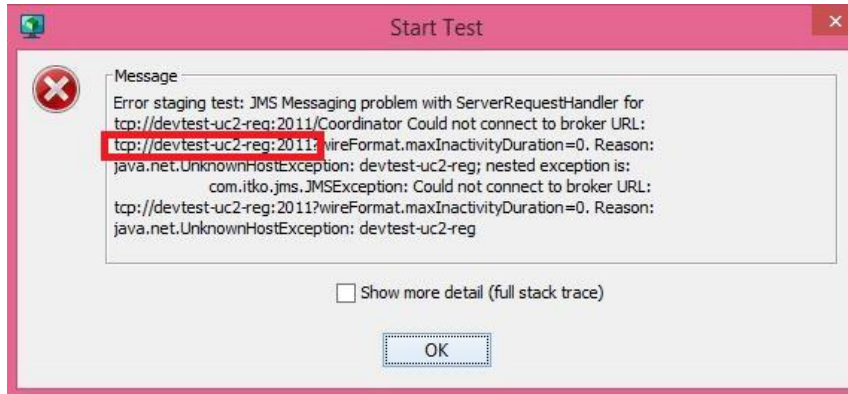 Start Test
Message
Error staging test: JMS Messaging problem with ServerRequestHandler for
tcp://devtest-uc2-reg:2011/Coordinator Could not connect to broker URL:
tcp://devtest-uc2-reg:2011?wireFormat.maxInactivityDuration=0. Reason:
java.net.UnknownHostException: devtest-uc2-reg; nested exception is:
com.itko.jms.JMSException: Could not connect to broker URL:
tcp://devtest-uc2-reg:2011?wireFormat.maxInactivityDuration=0. Reason:
java.net.UnknownHostException: devtest-uc2-reg
Show more detail (full stack trace)
OK